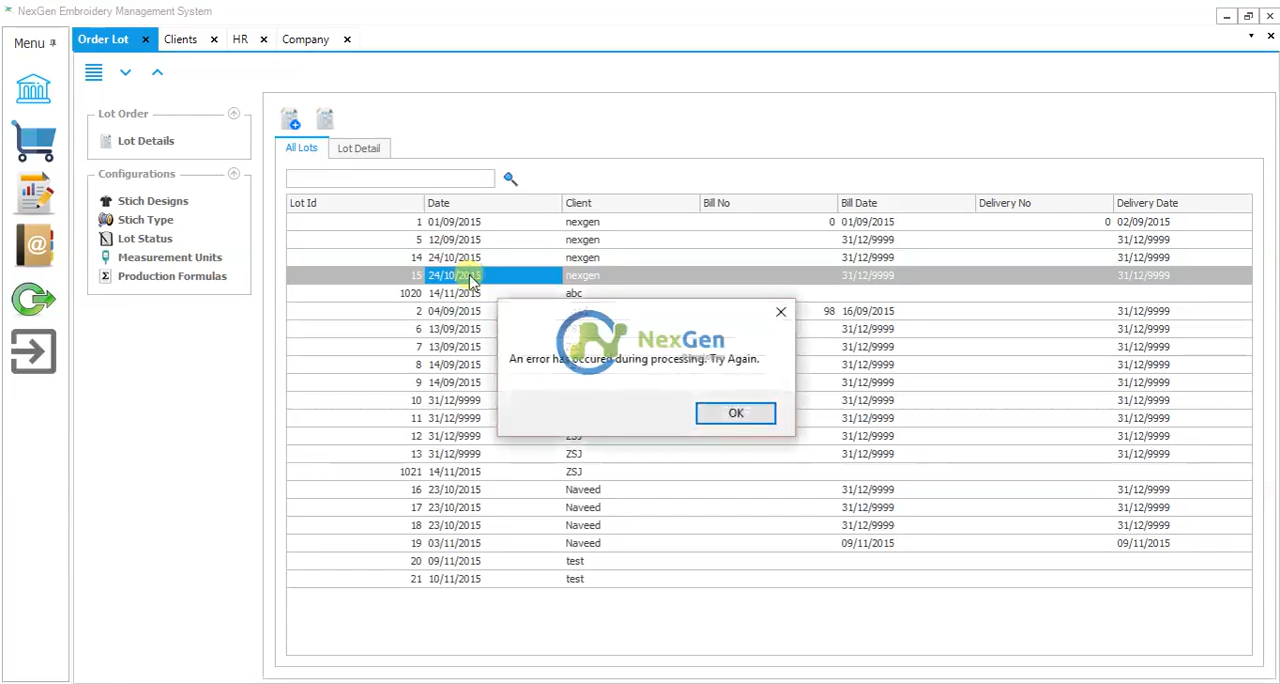 NexGen Embroidery Management System
Menu
Order Lot Clients HR Company
Lot Order
Lot Details
Configurations
Stich Designs
Stich Type
Lot Status
Measurement Units
Production Formulas
All Lots Lot Detail
Lot Id Date Client Bill No Bill Date Delivery No Delivery Date
1 01/09/2015 nexgen 0 01/09/2015 0 02/09/2015
5 12/09/2015 nexgen 31/12/9999 31/12/9999
14 24/10/2015 nexgen 31/12/9999 31/12/9999
15 24/10/2015 nexgen 31/12/9999 31/12/9999
1020 14/11/2015 abc
2 04/09/2015 98 16/09/2015 31/12/9999
6 13/09/2015 31/12/9999 31/12/9999
7 13/09/2015 31/12/9999 31/12/9999
8 14/09/2015 31/12/9999 31/12/9999
9 14/09/2015 31/12/9999 31/12/9999
10 31/12/9999 31/12/9999 31/12/9999
11 31/12/9999 31/12/9999 31/12/9999
12 31/12/9999 ZSJ 31/12/9999 31/12/9999
13 31/12/9999 ZSJ 31/12/9999 31/12/9999
1021 14/11/2015 ZSJ
16 23/10/2015 Naveed 31/12/9999 31/12/9999
17 23/10/2015 Naveed 31/12/9999 31/12/9999
18 23/10/2015 Naveed 31/12/9999 31/12/9999
19 03/11/2015 Naveed 09/11/2015 09/11/2015
20 09/11/2015 test
21 10/11/2015 test
NexGen
An error has occured during processing. Try Again.
OK